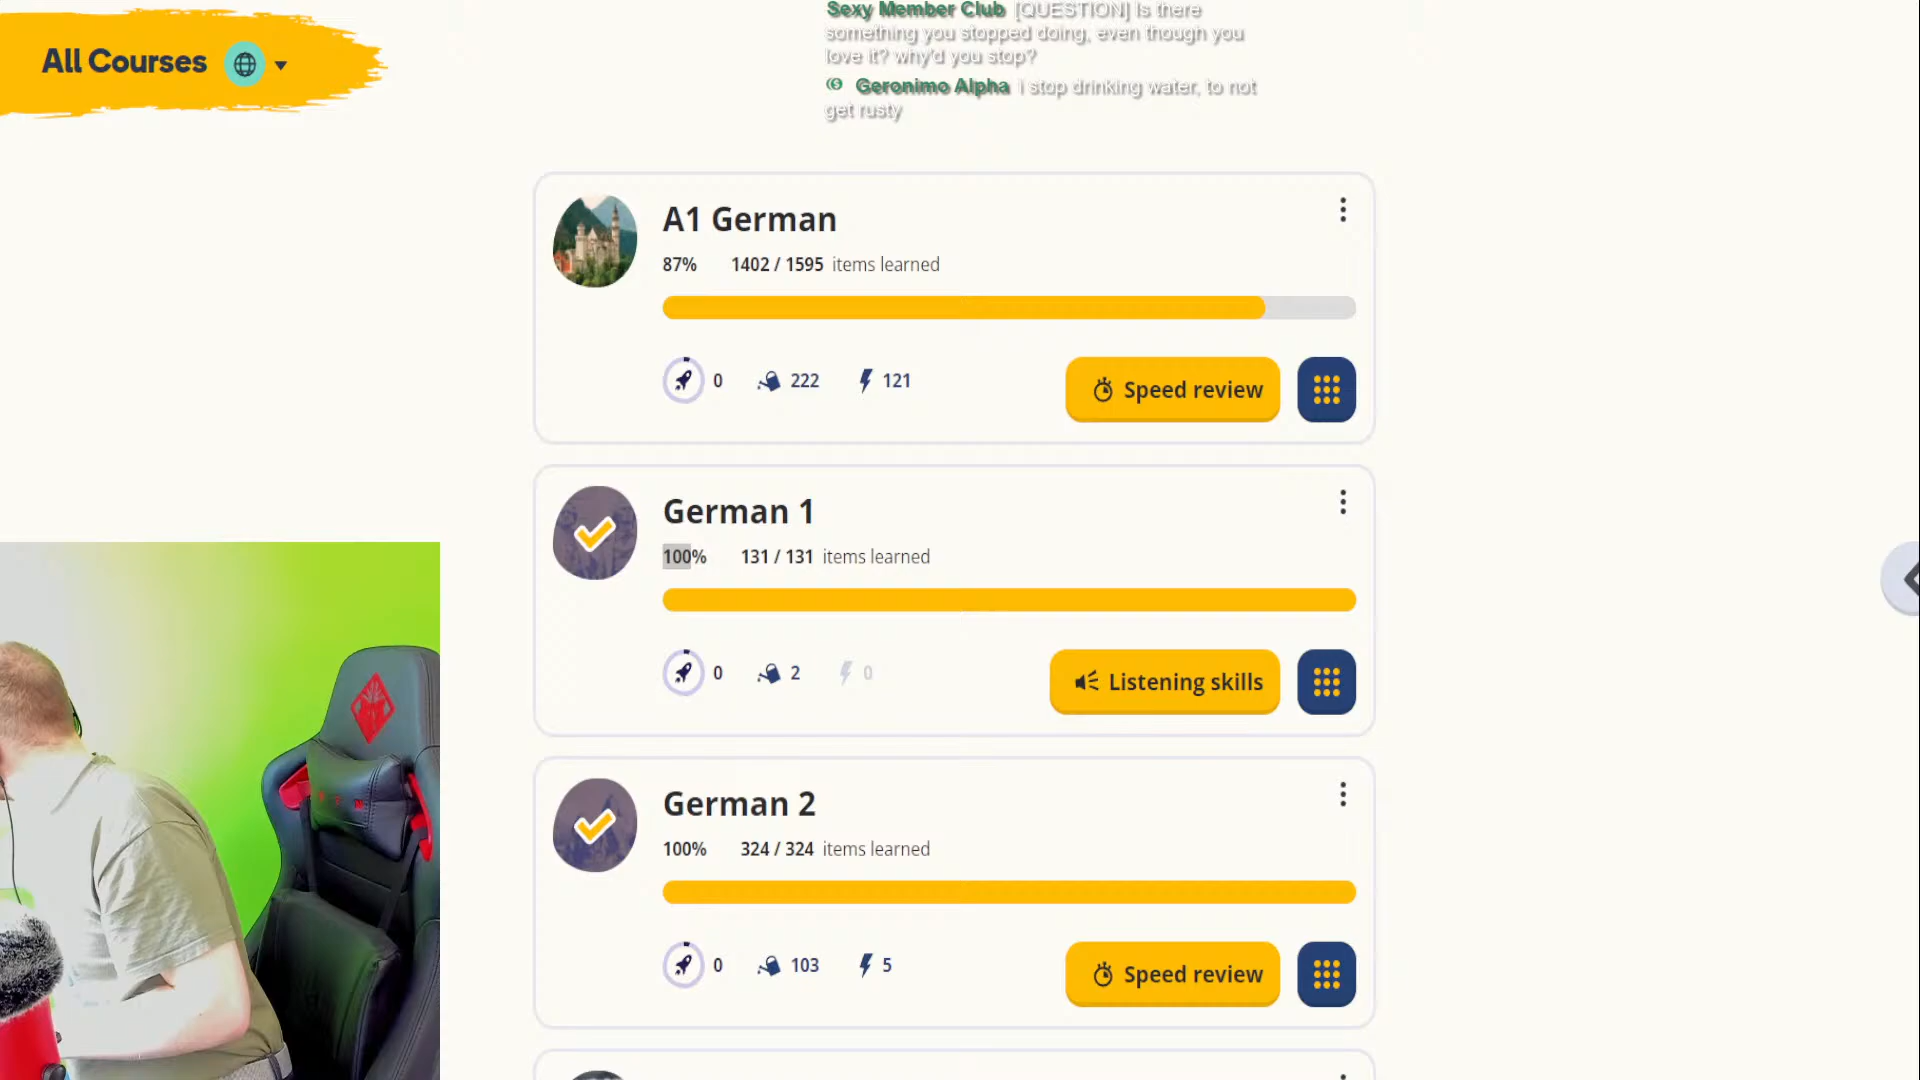 Sexy Member Club [QUESTION] Is there
something you stopped doing, even though you
love it? why'd you stop?
Geronimo Alpha I stop drinking water, to not
get rusty
All Courses
A1 German
87% 1402 / 1595 items learned
0 222 121
Speed review
German 1
100% 131 / 131 items learned
0 2 0
Listening skills
German 2
100% 324 / 324 items learned
0 103 5
Speed review